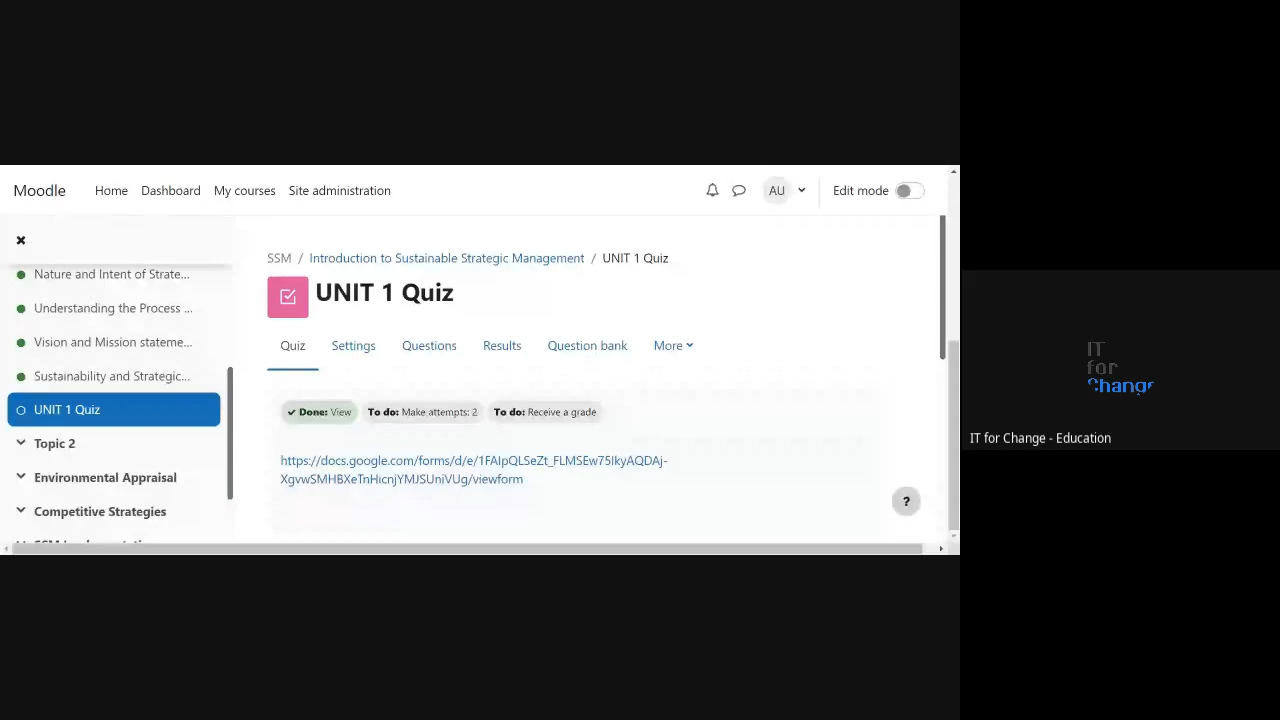 Moodle Home Dashboard My courses Site administration AU Edit mode
Nature and Intent of Strate...
Understanding the Process ...
Vision and Mission stateme...
Sustainability and Strategic...
UNIT 1 Quiz
Topic 2
Environmental Appraisal
Competitive Strategies
SSM / Introduction to Sustainable Strategic Management / UNIT 1 Quiz
UNIT 1 Quiz
Quiz Settings Questions Results Question bank More
Done: View To do: Make attempts: 2 To do: Receive a grade
https://docs.google.com/forms/d/e/1FAIpQLSeZt_FLMSEw75IkyAQDAj-
XgvwSMHBXeTnHicnjYMJSUniVUg/viewform
?
IT
for
Change
IT for Change - Education